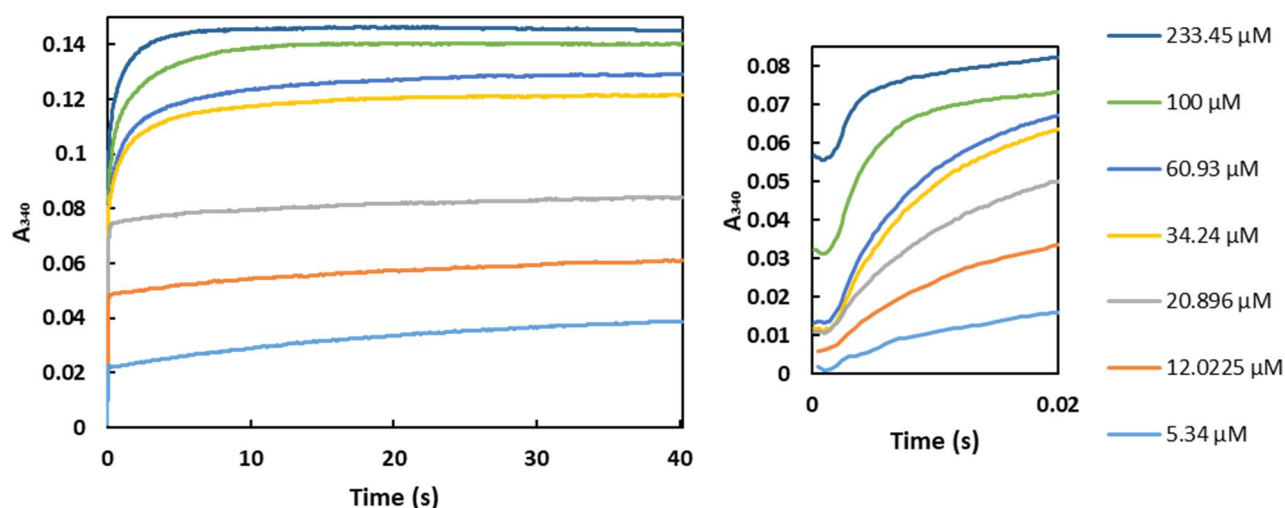 0.14
0.12
0.1
0.08
0.06
0.04
0.02
0
A₃₄₀
0 10 20 30 40
Time (s)
0.08
0.07
0.06
0.05
0.04
0.03
0.02
0.01
0
A₃₄₀
0 0.02
Time (s)
233.45 µM
100 µM
60.93 µM
34.24 µM
20.896 µM
12.0225 µM
5.34 µM